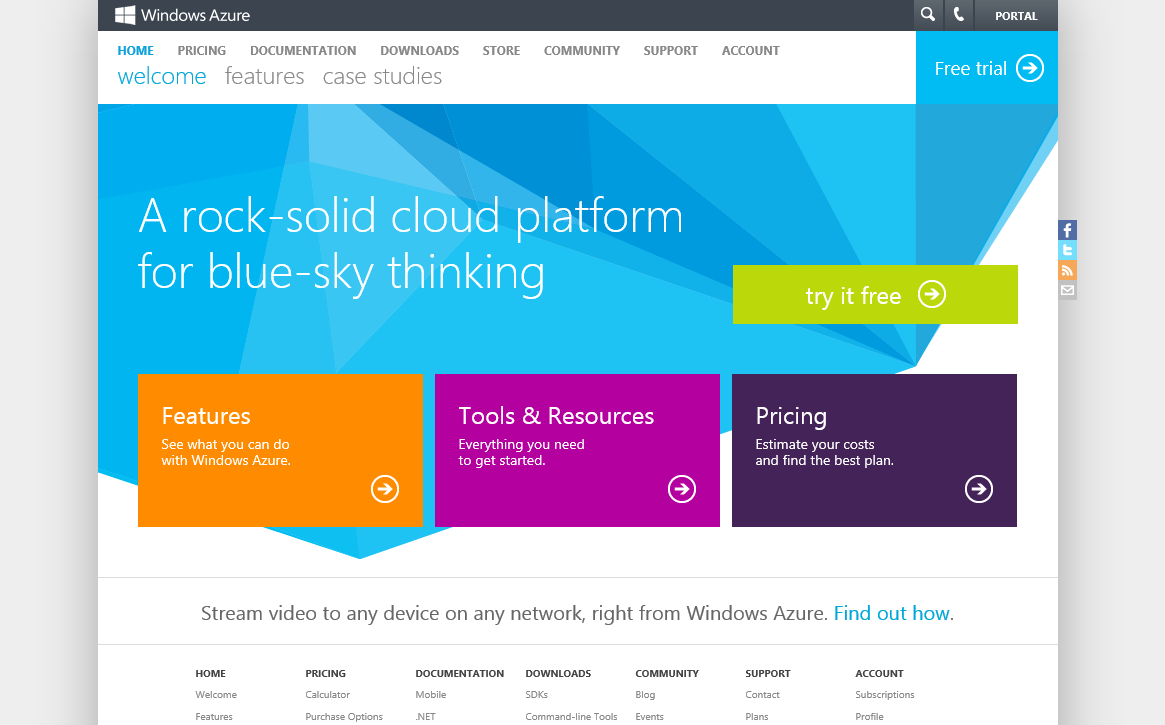 Windows Azure
PORTAL
HOME PRICING DOCUMENTATION DOWNLOADS STORE COMMUNITY SUPPORT ACCOUNT
welcome features case studies
Free trial
A rock-solid cloud platform
for blue-sky thinking
try it free
Features
See what you can do
with Windows Azure.
Tools & Resources
Everything you need
to get started.
Pricing
Estimate your costs
and find the best plan.
Stream video to any device on any network, right from Windows Azure. Find out how.
HOME PRICING DOCUMENTATION DOWNLOADS COMMUNITY SUPPORT ACCOUNT
Welcome Calculator Mobile SDKs Blog Contact Subscriptions
Features Purchase Options .NET Command-line Tools Events Plans Profile